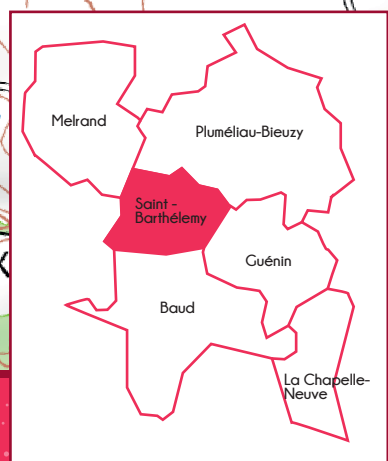 Melrand
Pluméliau-Bieuzy
Saint -
Barthélemy
Guénin
Baud
La Chapelle-
Neuve